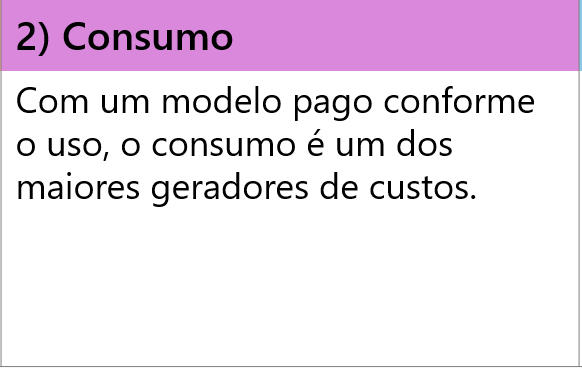 2) Consumo
Com um modelo pago conforme
o uso, o consumo é um dos
maiores geradores de custos.